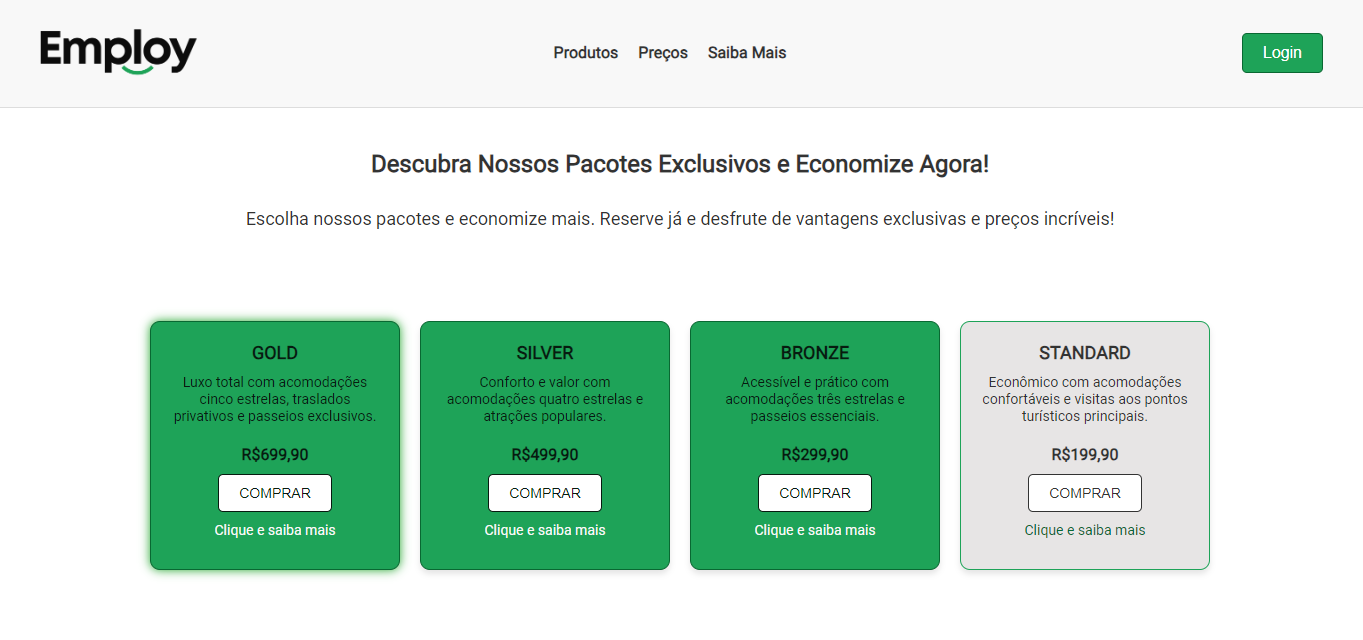 Employ
Produtos Preços Saiba Mais
Login
Descubra Nossos Pacotes Exclusivos e Economize Agora!
Escolha nossos pacotes e economize mais. Reserve já e desfrute de vantagens exclusivas e preços incríveis!
GOLD
Luxo total com acomodações
cinco estrelas, traslados
privativos e passeios exclusivos.
R$699,90
COMPRAR
Clique e saiba mais
SILVER
Conforto e valor com
acomodações quatro estrelas e
atrações populares.
R$499,90
COMPRAR
Clique e saiba mais
BRONZE
Acessível e prático com
acomodações três estrelas e
passeios essenciais.
R$299,90
COMPRAR
Clique e saiba mais
STANDARD
Econômico com acomodações
confortáveis e visitas aos pontos
turísticos principais.
R$199,90
COMPRAR
Clique e saiba mais